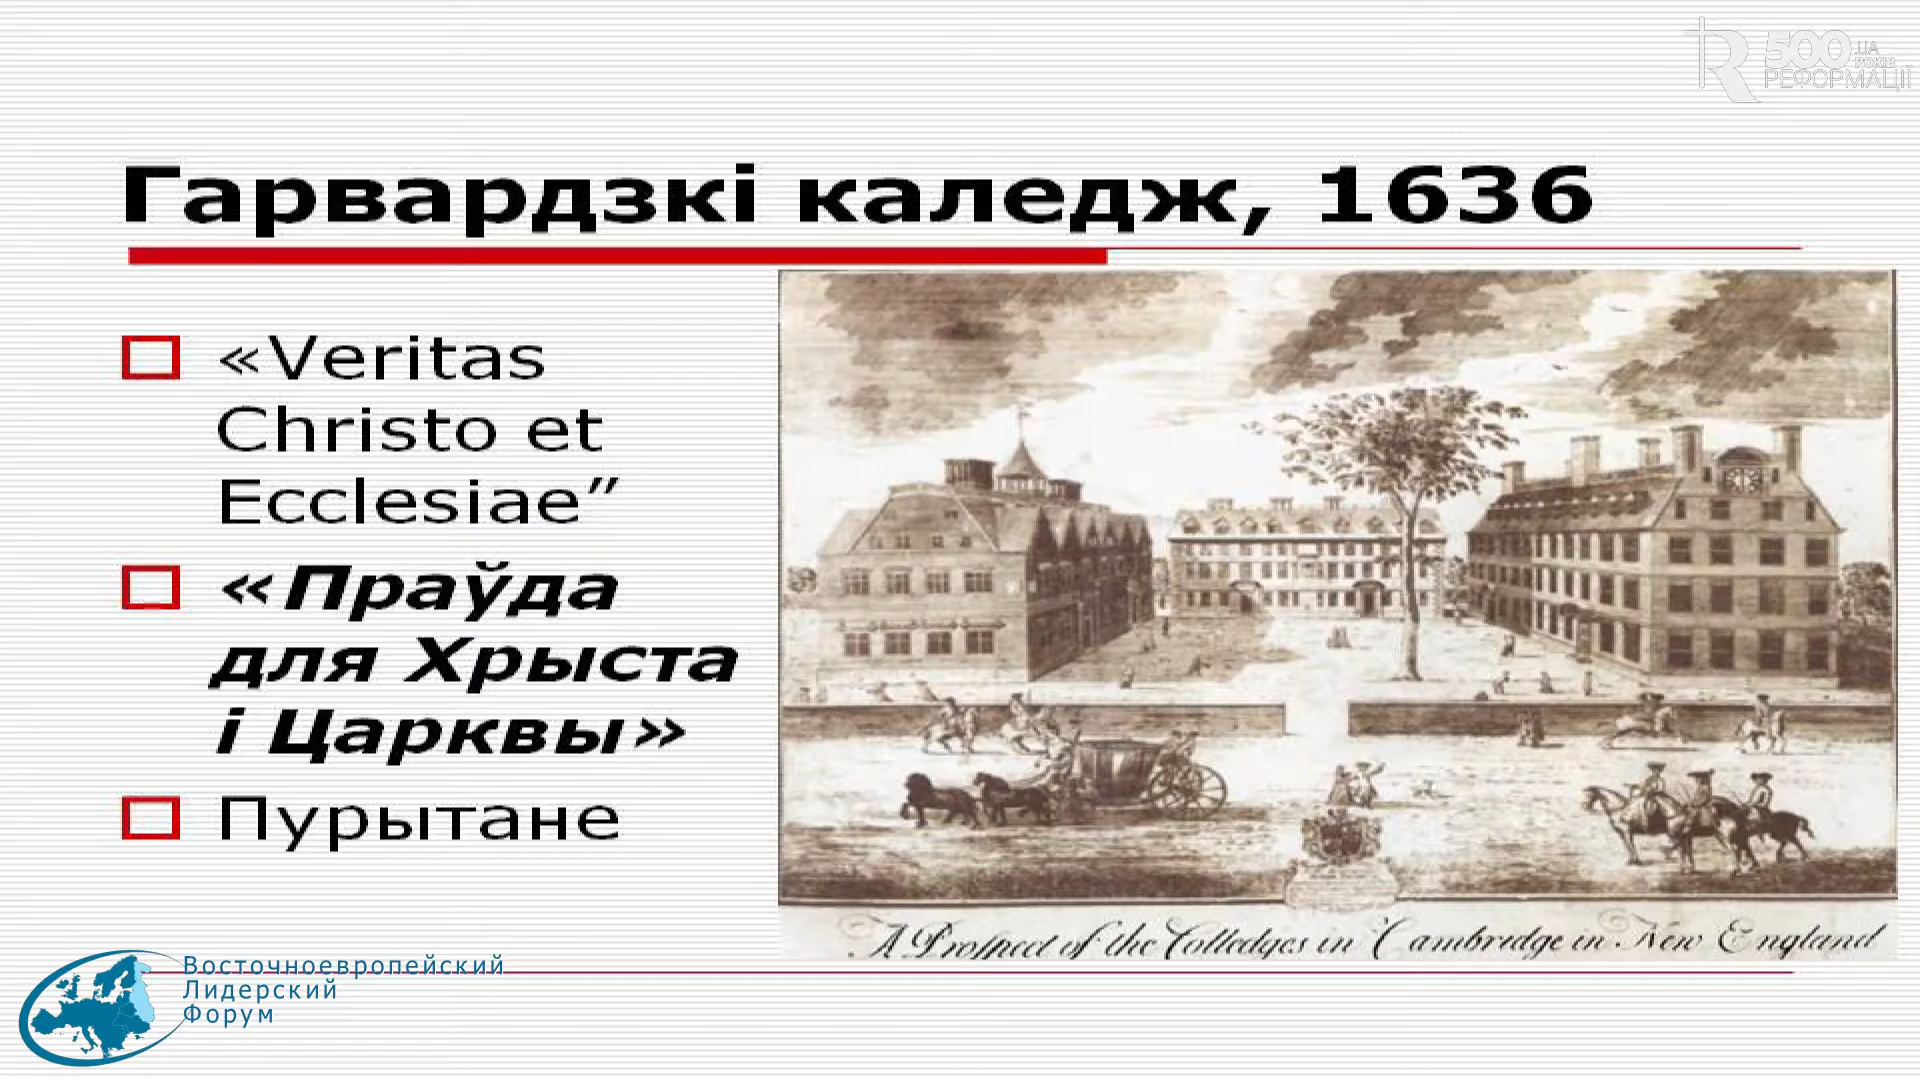 500.UA
РОКІВ
РЕФОРМАЦІЇ
Гарвардзкі каледж, 1636
«Veritas
Christo et
Ecclesiae”
«Праўда
для Хрыста
і Царквы»
Пурытане
A Prospect of the Colledges in Cambridge in New England
Восточноевропейский
Лидерский
Форум